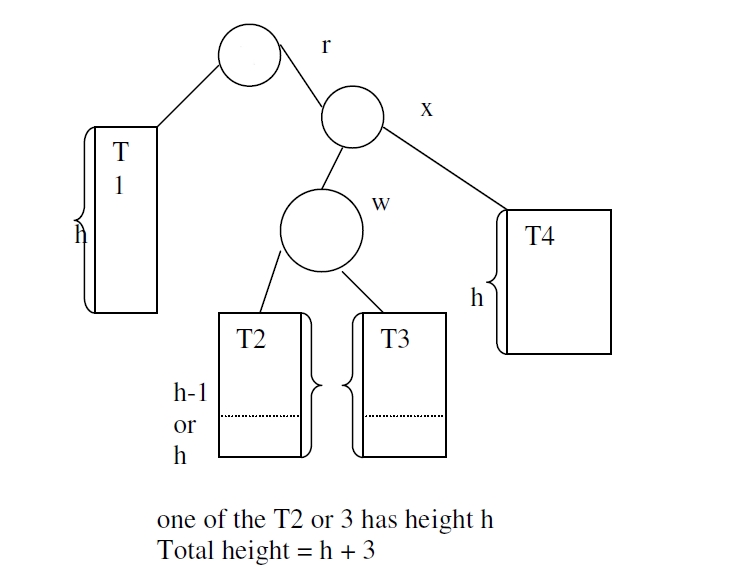 r
x
T
1
h
w
T4
h
T2
T3
h-1
or
h
one of the T2 or 3 has height h
Total height = h + 3